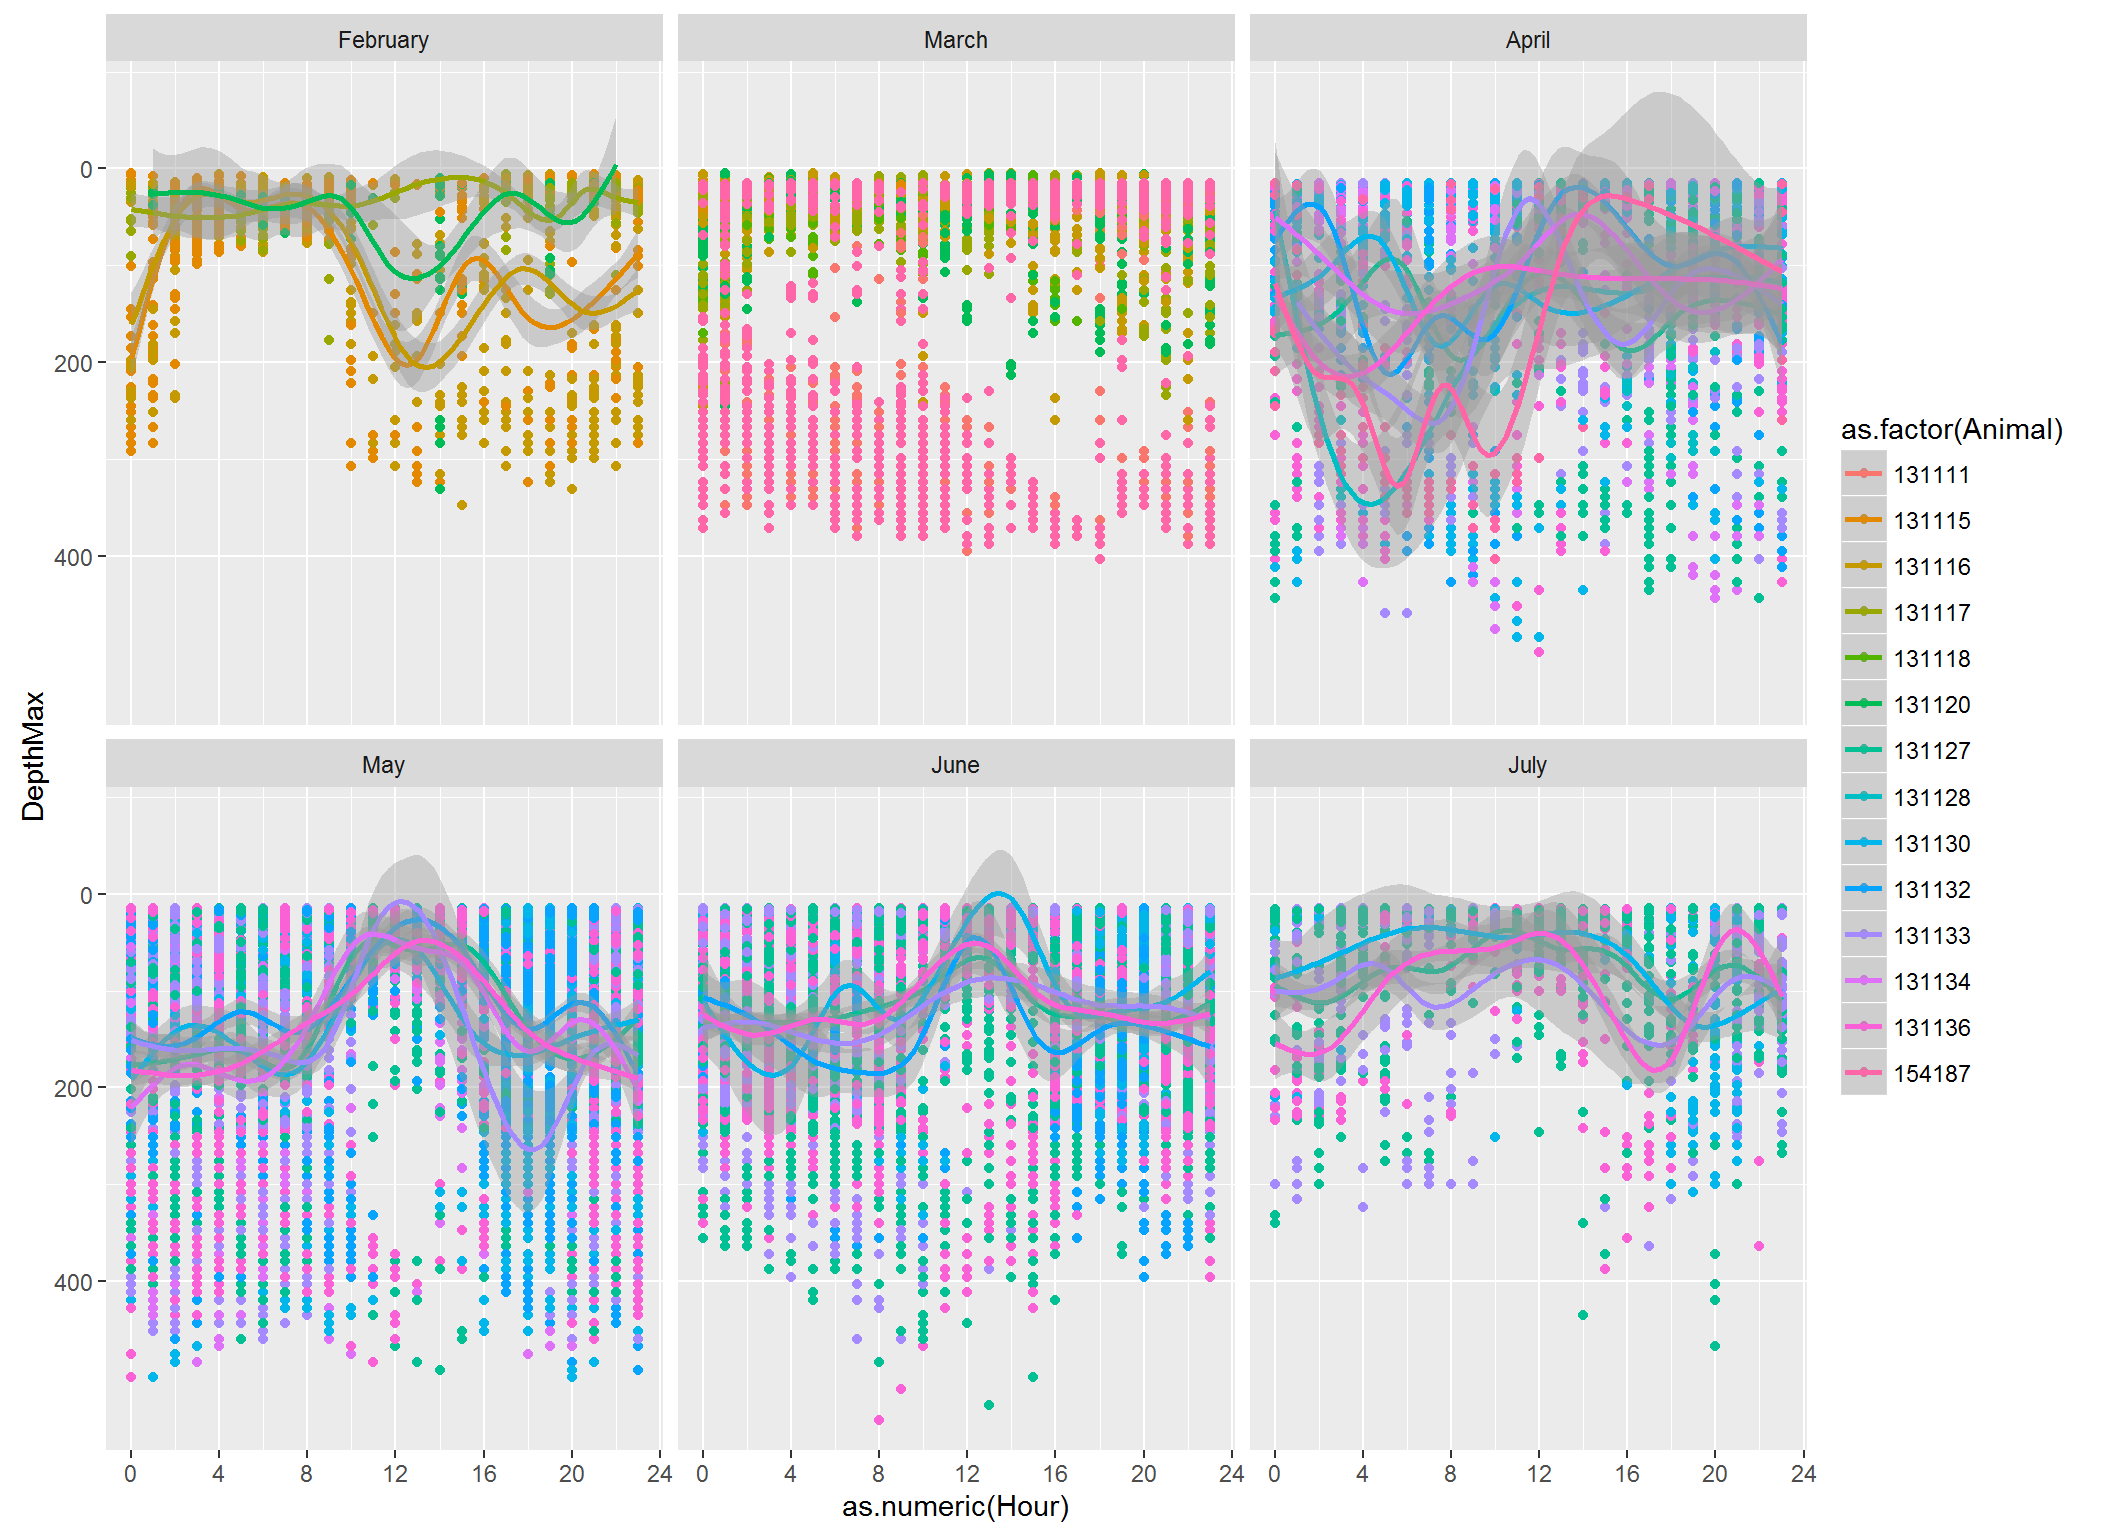 February
March
April
0
200
400
May
June
July
0
200
400
0 4 8 12 16 20 24
0 4 8 12 16 20 24
0 4 8 12 16 20 24
as.numeric(Hour)
DepthMax
as.factor(Animal)
131111
131115
131116
131117
131118
131120
131127
131128
131130
131132
131133
131134
131136
154187